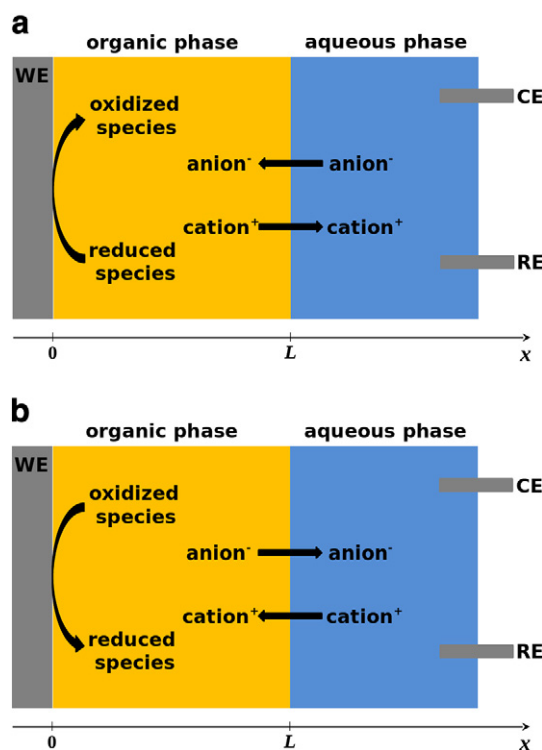 a
organic phase aqueous phase
WE
CE
oxidized
species
anion⁻ anion⁻
cation⁺ cation⁺
reduced
species
RE
0 L x
b
organic phase aqueous phase
WE
CE
oxidized
species
anion⁻ anion⁻
cation⁺ cation⁺
reduced
species
RE
0 L x